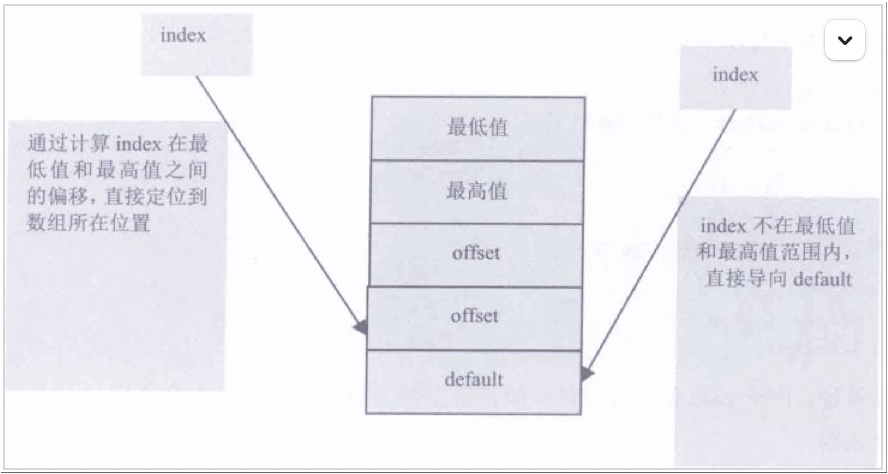 index
通过计算 index 在最
低值和最高值之间
的偏移，直接定位到
数组所在位置
最低值
最高值
offset
offset
default
index
index 不在最低值
和最高值范围内，
直接导向 default